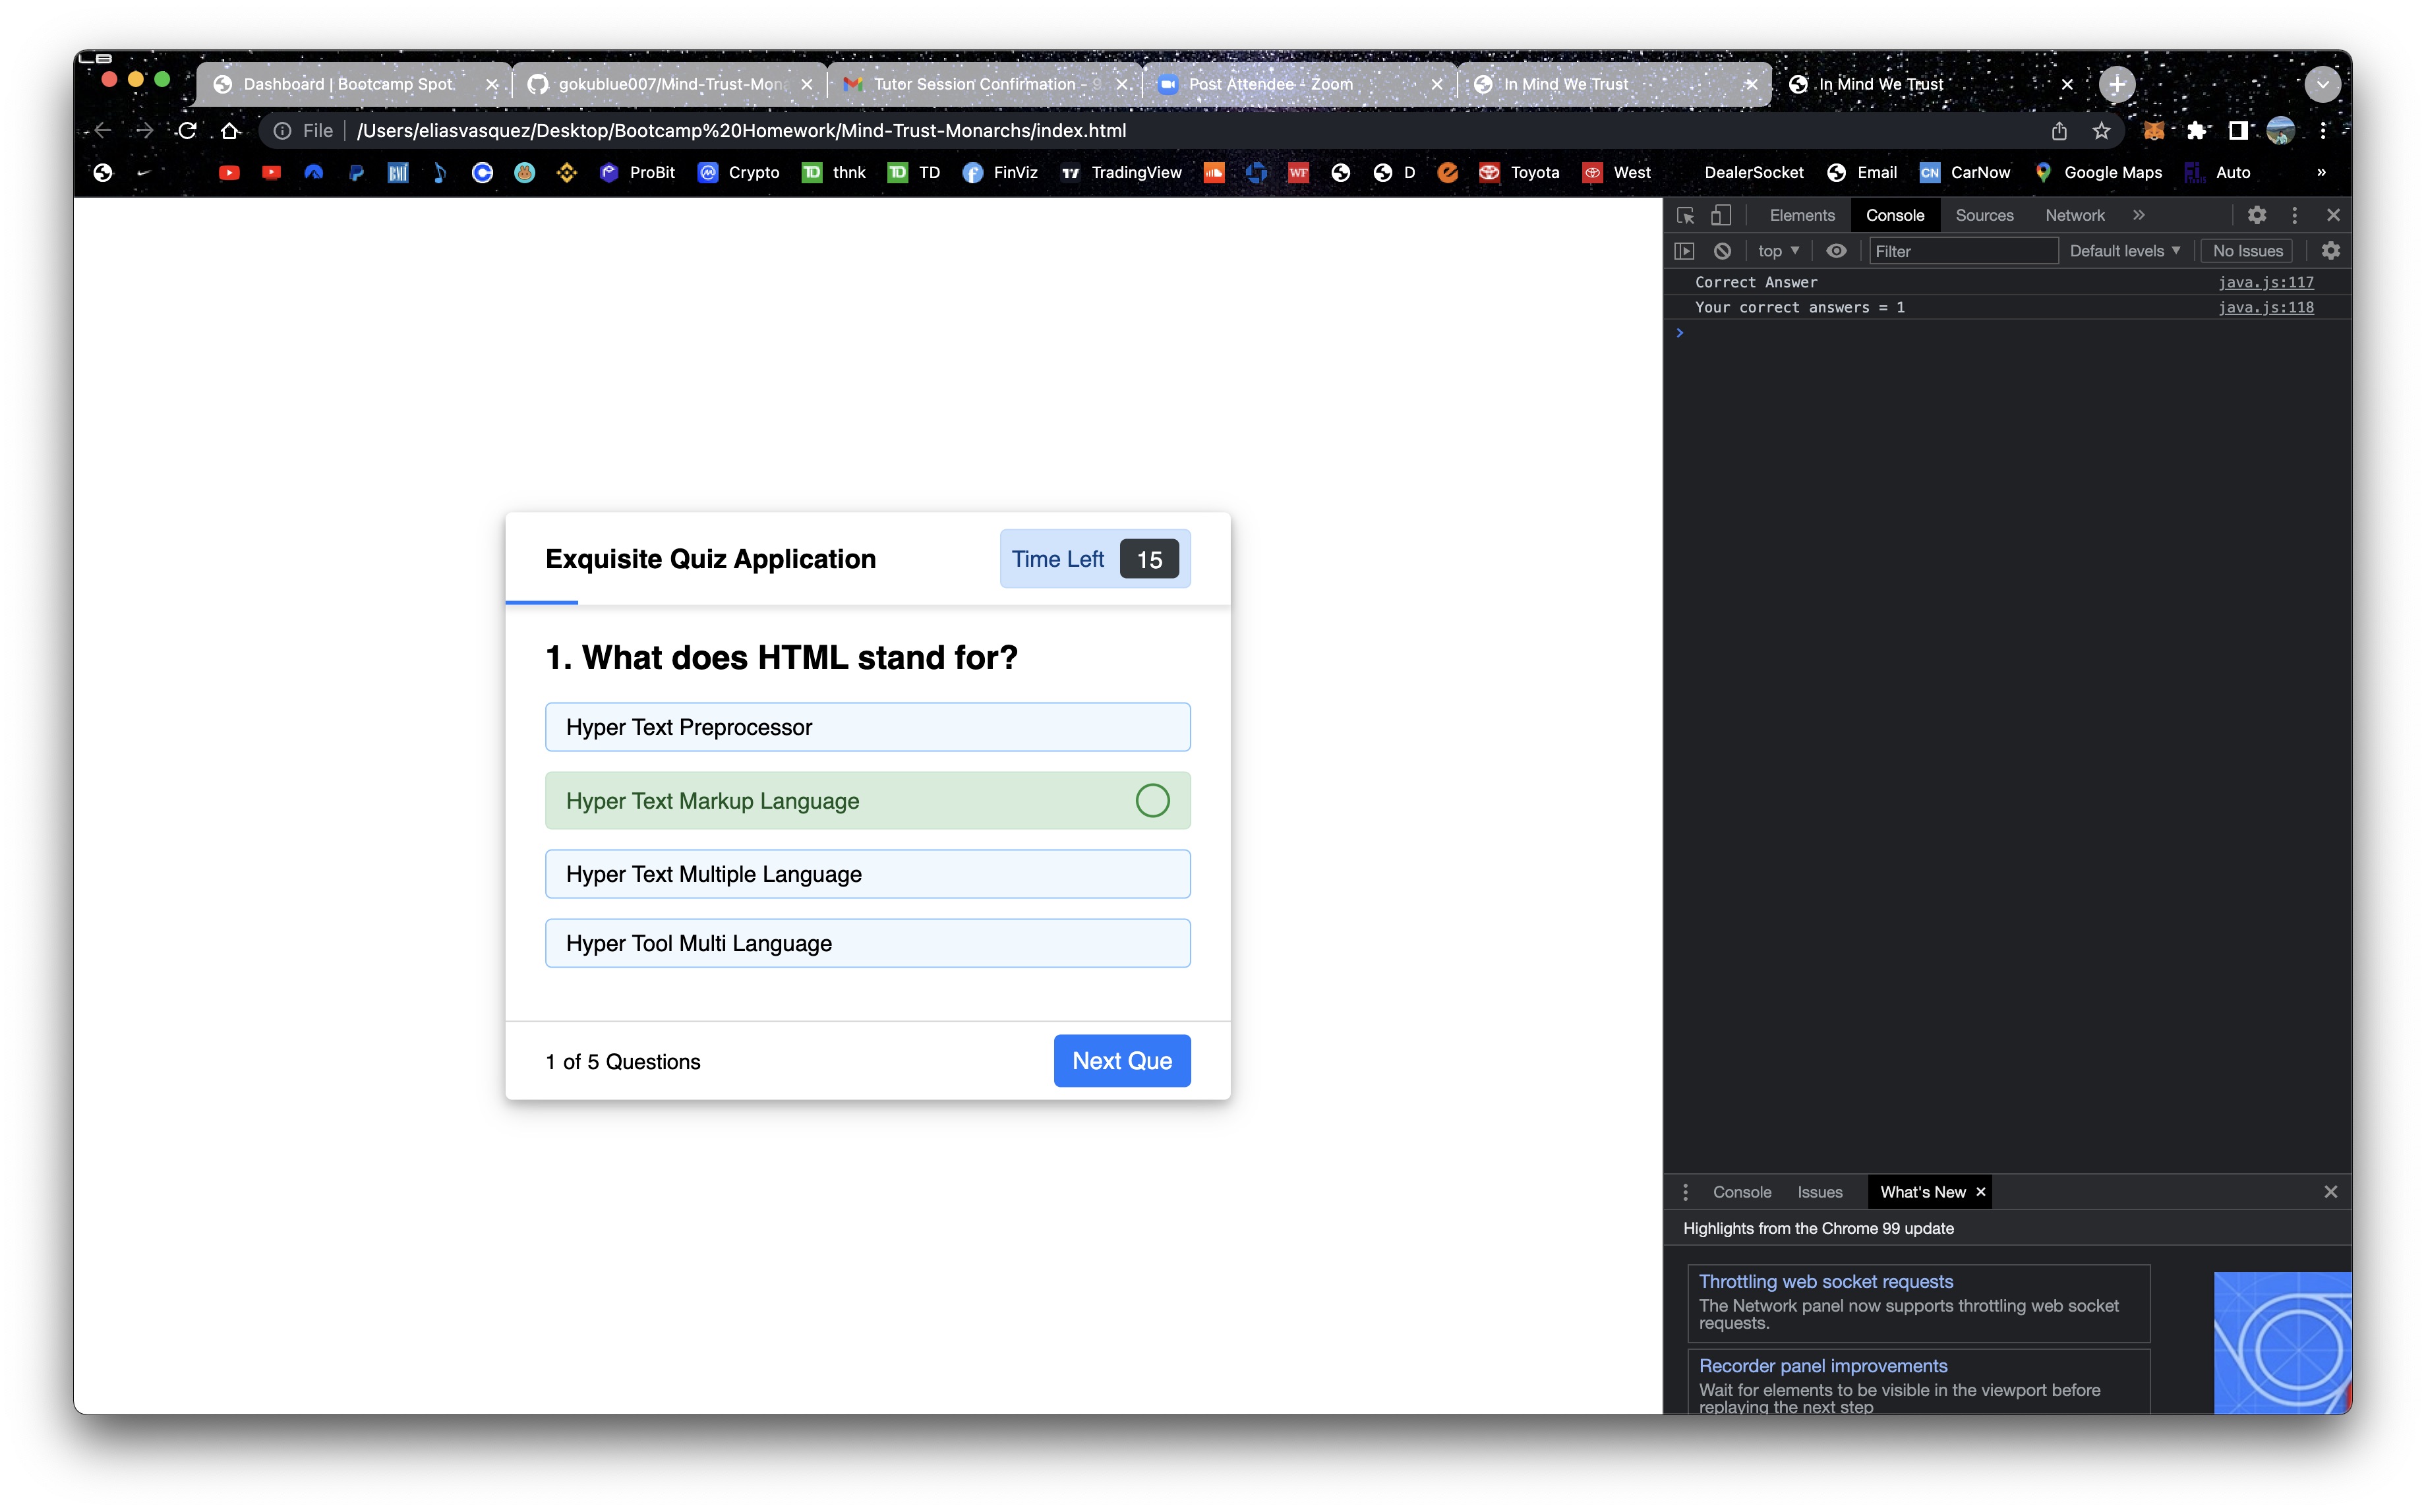 Dashboard | Bootcamp Spot
gokublue007/Mind-Trust-Mon
Tutor Session Confirmation - 9
Post Attendee - Zoom
In Mind We Trust
In Mind We Trust
File /Users/eliasvasquez/Desktop/Bootcamp%20Homework/Mind-Trust-Monarchs/index.html
BMI ProBit Crypto TD thnk TD TD FinViz TradingView WF D Toyota West DealerSocket Email CN CarNow Google Maps Auto »
Elements Console Sources Network »
top Filter Default levels No Issues
Correct Answer java.js:117
Your correct answers = 1 java.js:118
Exquisite Quiz Application
Time Left 15
1. What does HTML stand for?
Hyper Text Preprocessor
Hyper Text Markup Language
Hyper Text Multiple Language
Hyper Tool Multi Language
1 of 5 Questions
Next Que
Console Issues What's New
Highlights from the Chrome 99 update
Throttling web socket requests
The Network panel now supports throttling web socket
requests.
Recorder panel improvements
Wait for elements to be visible in the viewport before
replaying the next step